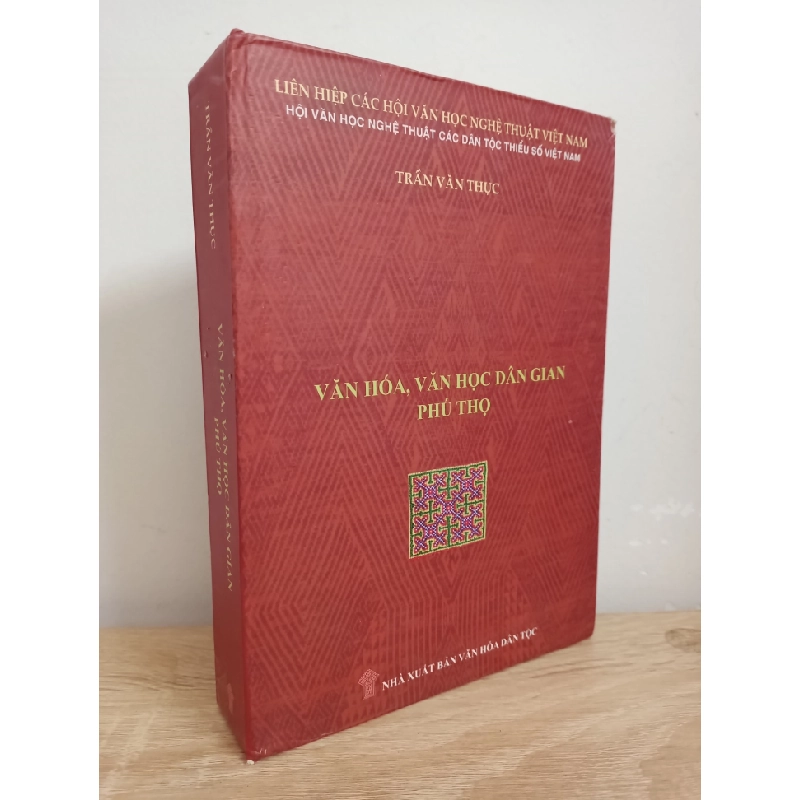 LIÊN HIỆP CÁC HỘI VĂN HỌC NGHỆ THUẬT VIỆT NAM
HỘI VĂN HỌC NGHỆ THUẬT CÁC DÂN TỘC THIỂU SỐ VIỆT NAM
TRẦN VĂN THỤC
VĂN HÓA, VĂN HỌC DÂN GIAN
PHÚ THỌ
NHÀ XUẤT BẢN VĂN HÓA DÂN TỘC
TRẦN VĂN THỤC
VĂN HÓA, VĂN HỌC DÂN GIAN
PHÚ THỌ